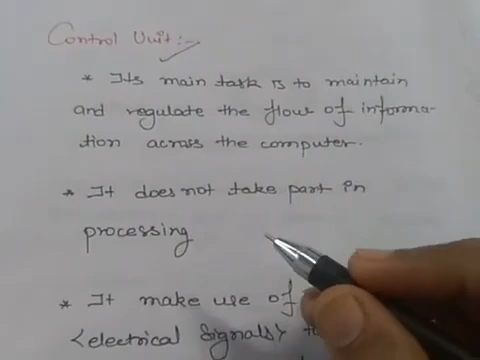 Control Unit:-
* Its main task is to maintain
and regulate the flow of informa-
tion across the computer.
* It does not take part in
processing
* It make use of
<electrical signals>